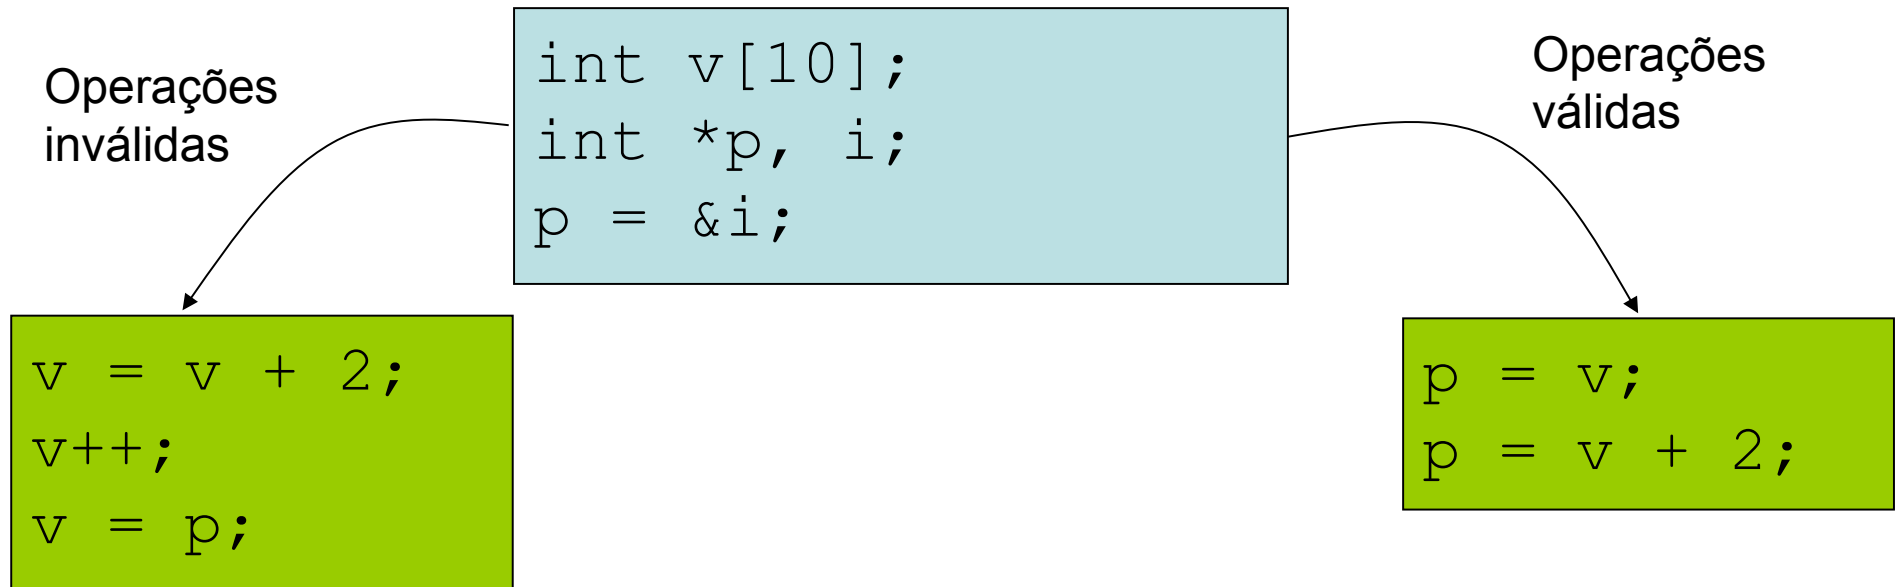 Operações
inválidas
int v[10];
int *p, i;
p = &i;
Operações
válidas
v = v + 2;
v++;
v = p;
p = v;
p = v + 2;